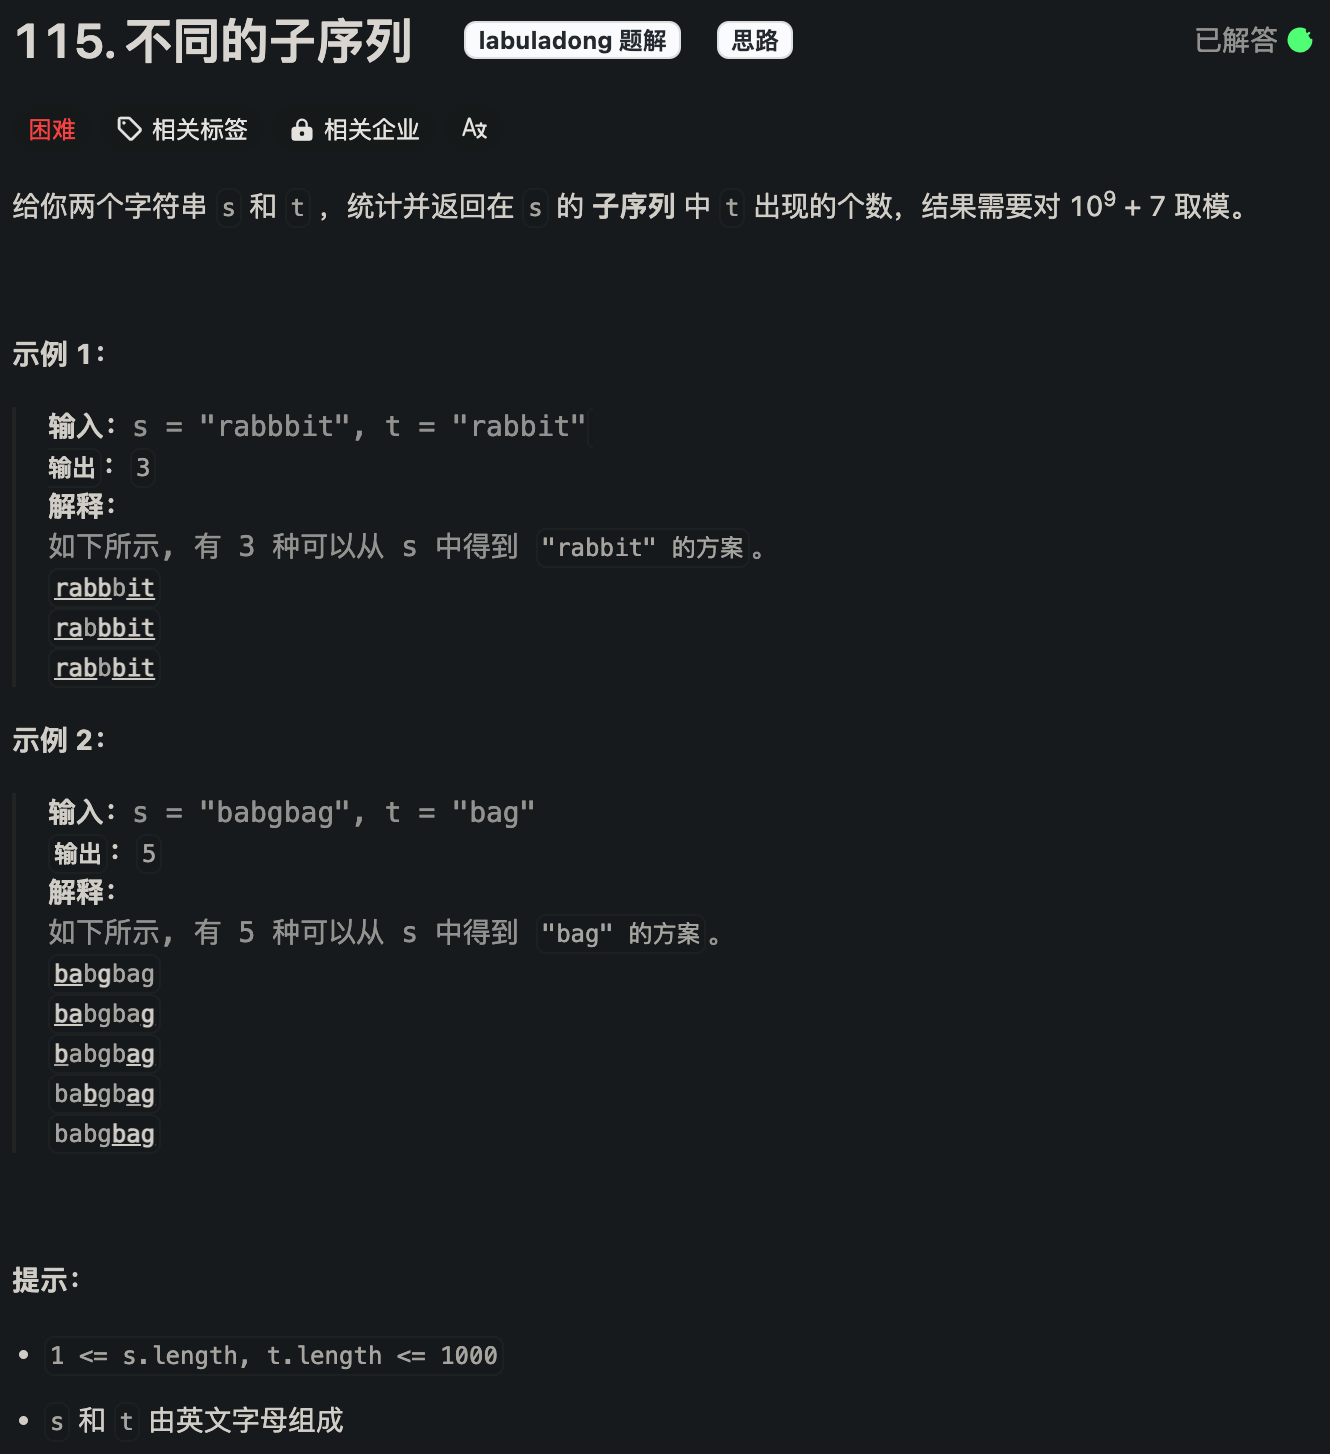 115. 不同的子序列 labuladong 题解 思路 已解答
困难 相关标签 相关企业 Ax
给你两个字符串 s 和 t ，统计并返回在 s 的 子序列 中 t 出现的个数，结果需要对 10⁹ + 7 取模。
示例 1：
输入：s = "rabbbit", t = "rabbit"
输出：3
解释：
如下所示, 有 3 种可以从 s 中得到 "rabbit" 的方案。
rabbbit
rabbbit
rabbbit
示例 2：
输入：s = "babgbag", t = "bag"
输出：5
解释：
如下所示, 有 5 种可以从 s 中得到 "bag" 的方案。
babgbag
babgbag
babgbag
babgbag
babgbag
提示：
• 1 <= s.length, t.length <= 1000
• s 和 t 由英文字母组成